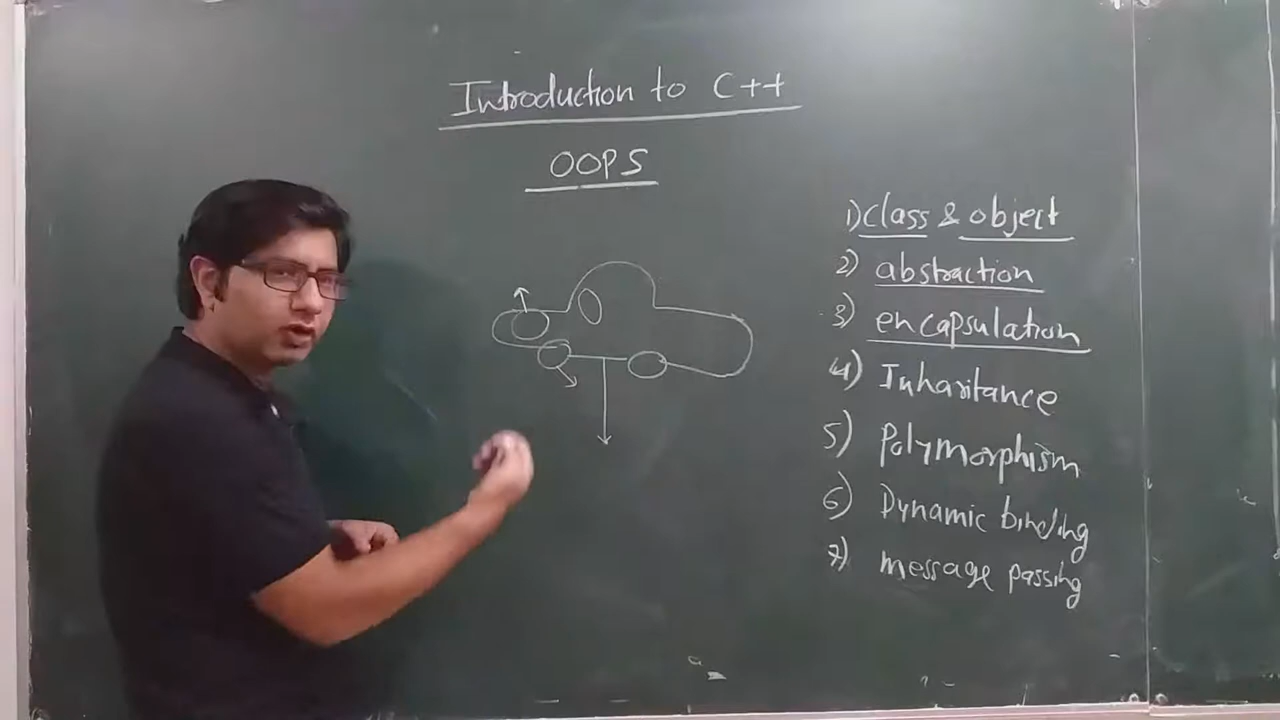 Introduction to C++
OOPS
1) Class & object
2) abstraction
3) encapsulation
4) Inharitance
5) Polymorphism
6) Dynamic binding
7) message passing